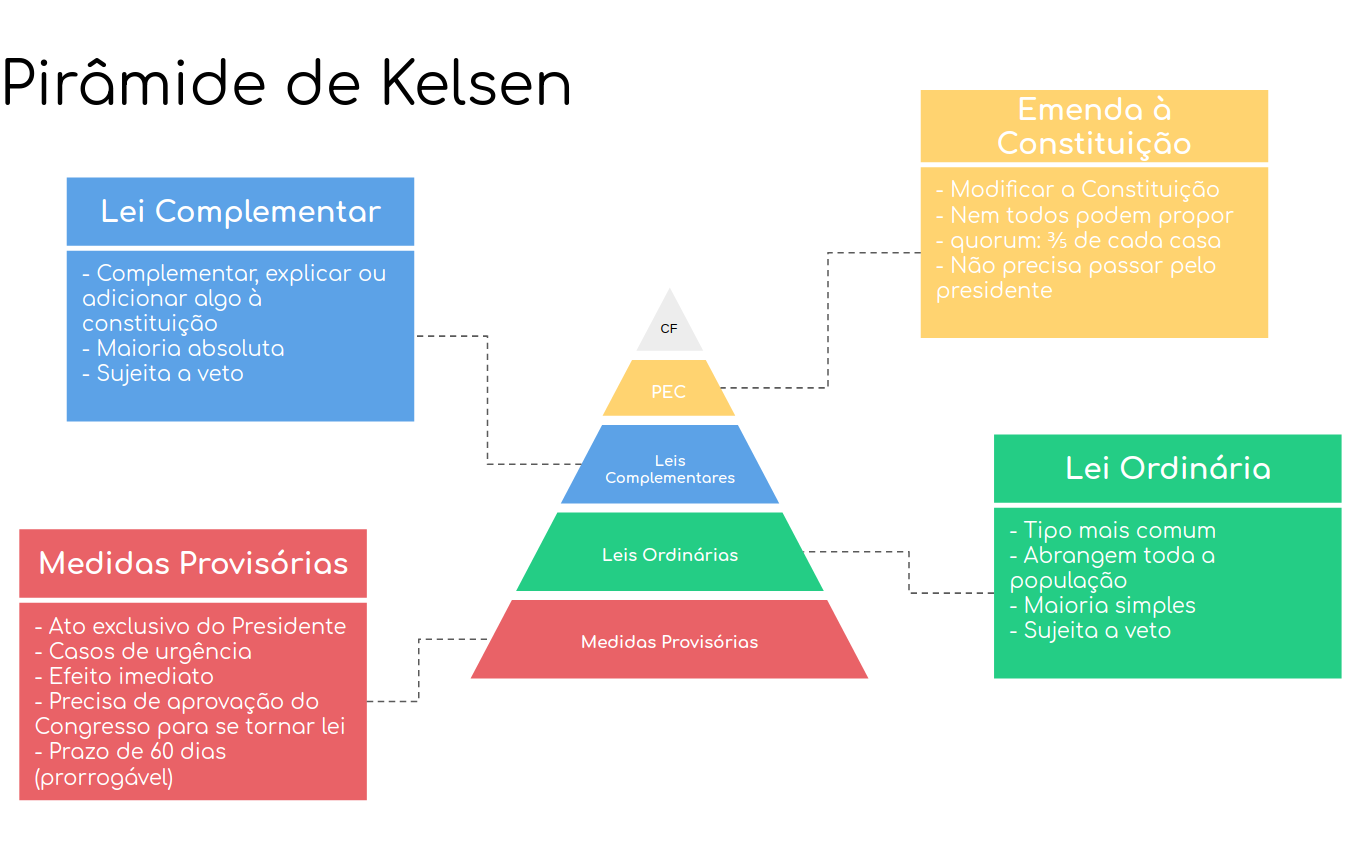 Pirâmide de Kelsen
Emenda à
Constituição
- Modificar a Constituição
- Nem todos podem propor
- quorum: ⅗ de cada casa
- Não precisa passar pelo
presidente
Lei Complementar
- Complementar, explicar ou
adicionar algo à
constituição
- Maioria absoluta
- Sujeita a veto
CF
PEC
Leis
Complementares
Leis Ordinárias
Medidas Provisórias
Lei Ordinária
- Tipo mais comum
- Abrangem toda a
população
- Maioria simples
- Sujeita a veto
Medidas Provisórias
- Ato exclusivo do Presidente
- Casos de urgência
- Efeito imediato
- Precisa de aprovação do
Congresso para se tornar lei
- Prazo de 60 dias
(prorrogável)